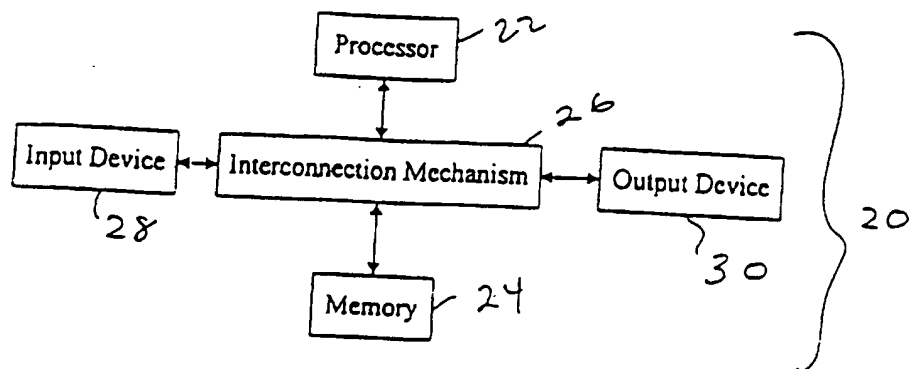 Processor
22
26
Input Device
Interconnection Mechanism
Output Device
28
30
20
Memory
24